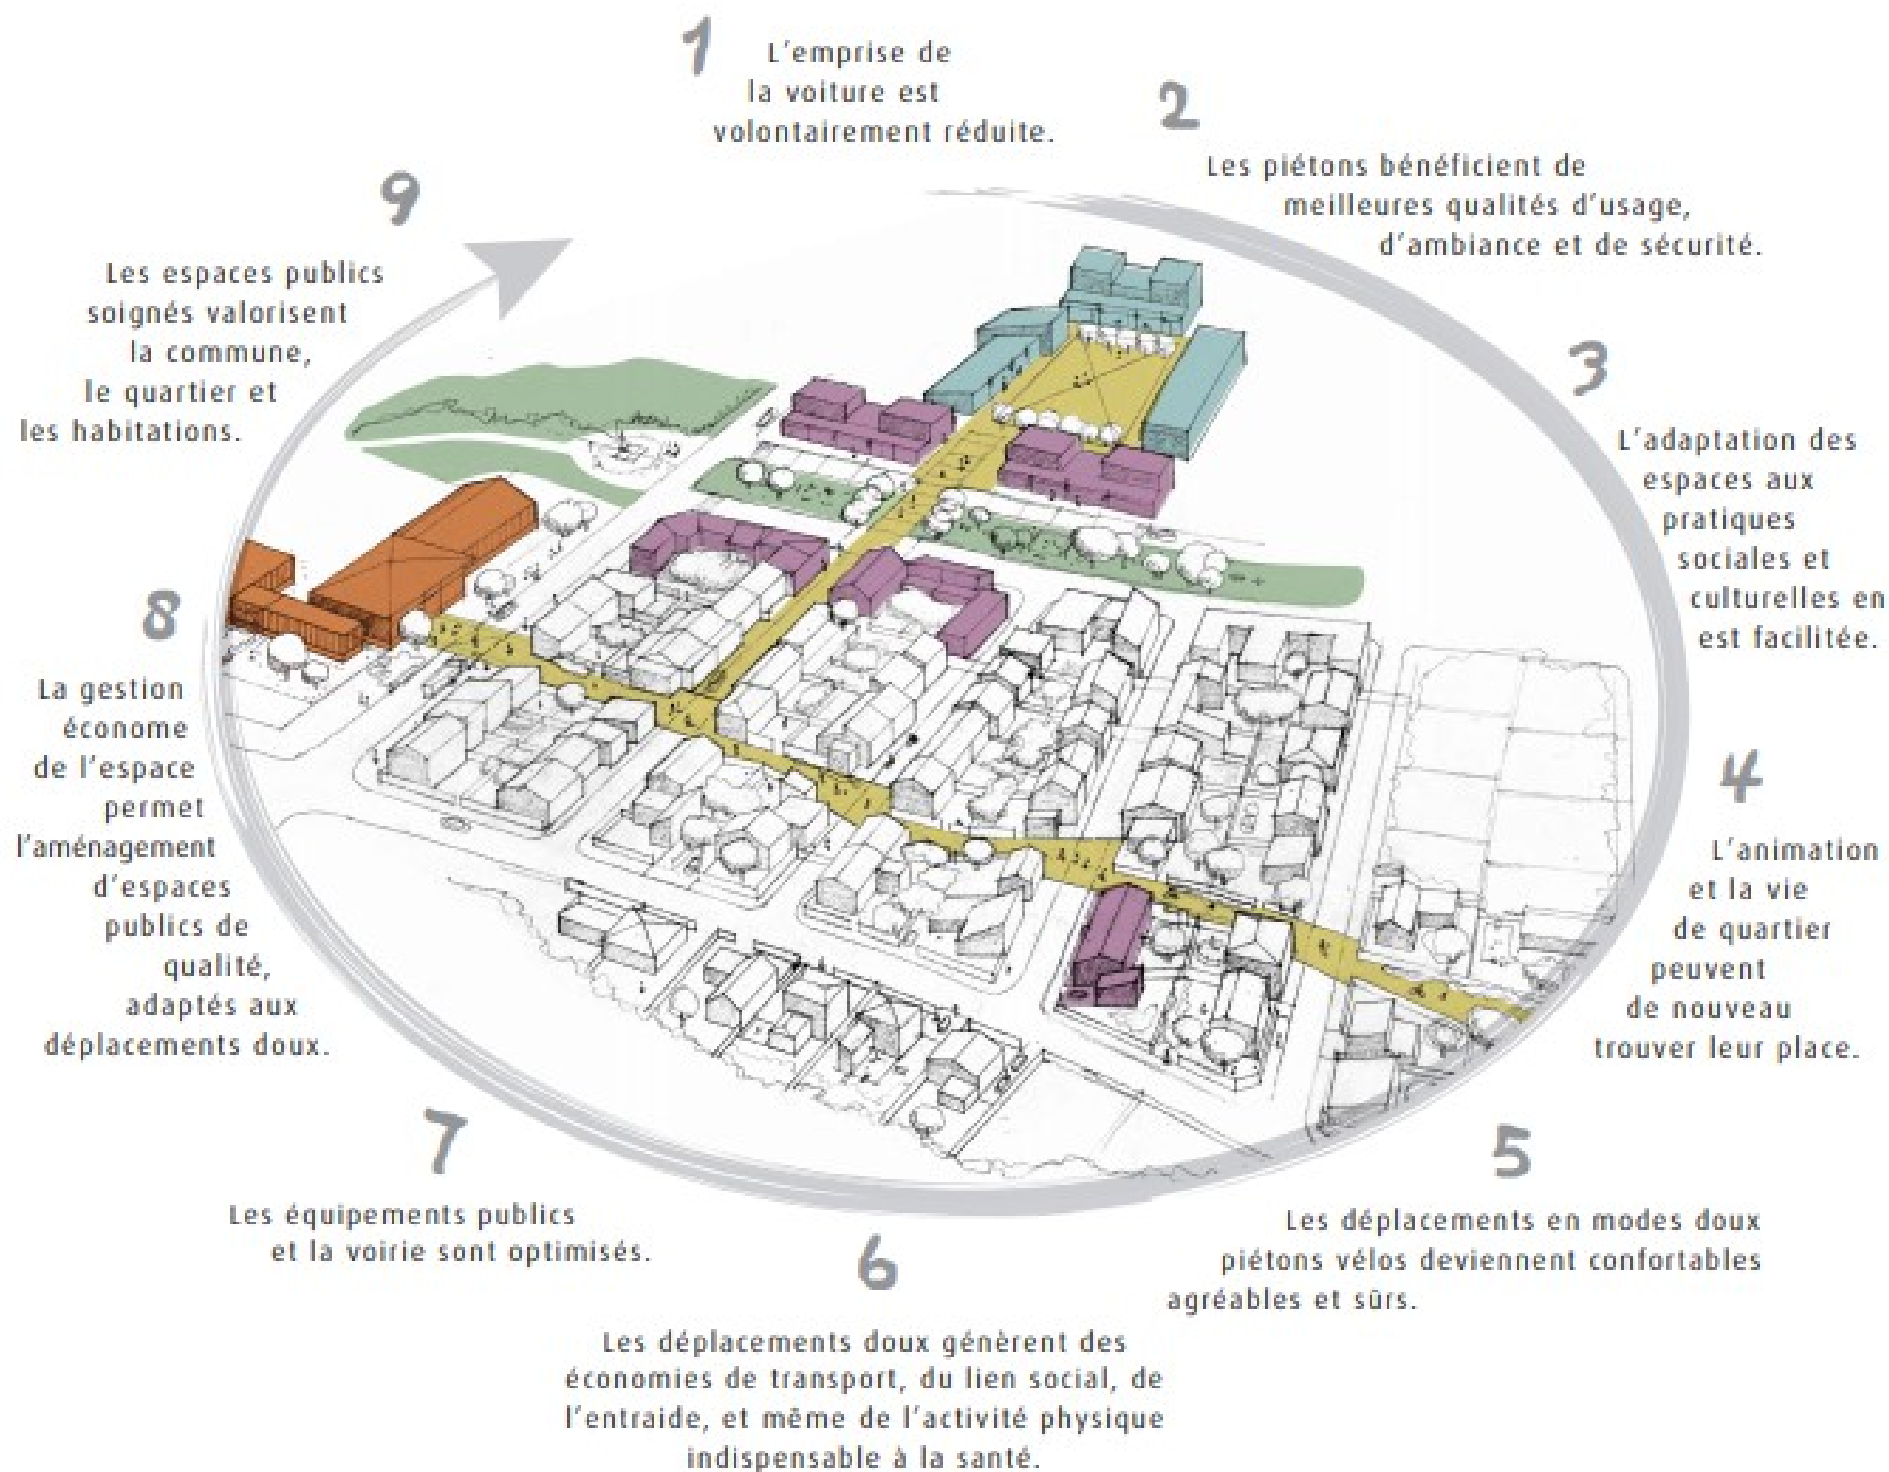 1
L'emprise de
la voiture est
volontairement réduite.
2
Les piétons bénéficient de
meilleures qualités d'usage,
d'ambiance et de sécurité.
3
L'adaptation des
espaces aux
pratiques
sociales et
culturelles en
est facilitée.
4
L'animation
et la vie
de quartier
peuvent
de nouveau
trouver leur place.
5
Les déplacements en modes doux
piétons vélos deviennent confortables
agréables et sûrs.
6
Les déplacements doux génèrent des
économies de transport, du lien social, de
l'entraide, et même de l'activité physique
indispensable à la santé.
7
Les équipements publics
et la voirie sont optimisés.
8
La gestion
économe
de l'espace
permet
l'aménagement
d'espaces
publics de
qualité,
adaptés aux
déplacements doux.
9
Les espaces publics
soignés valorisent
la commune,
le quartier et
les habitations.